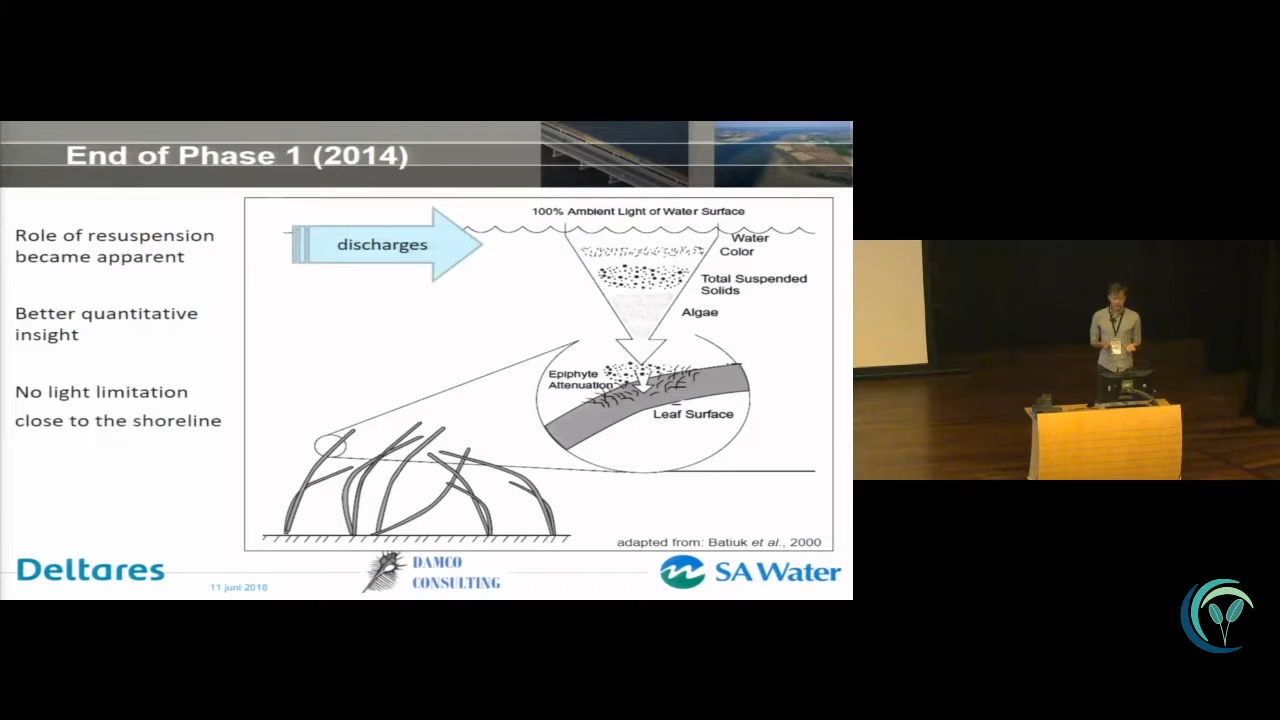 End of Phase 1 (2014)
Role of resuspension
became apparent
Better quantitative
insight
No light limitation
close to the shoreline
discharges
100% Ambient Light of Water Surface
Water
Color
Total Suspended
Solids
Algae
Epiphyte
Attenuation
Leaf Surface
adapted from: Batiuk et al., 2000
Deltares
11 juni 2018
DAMCO
CONSULTING
SA Water